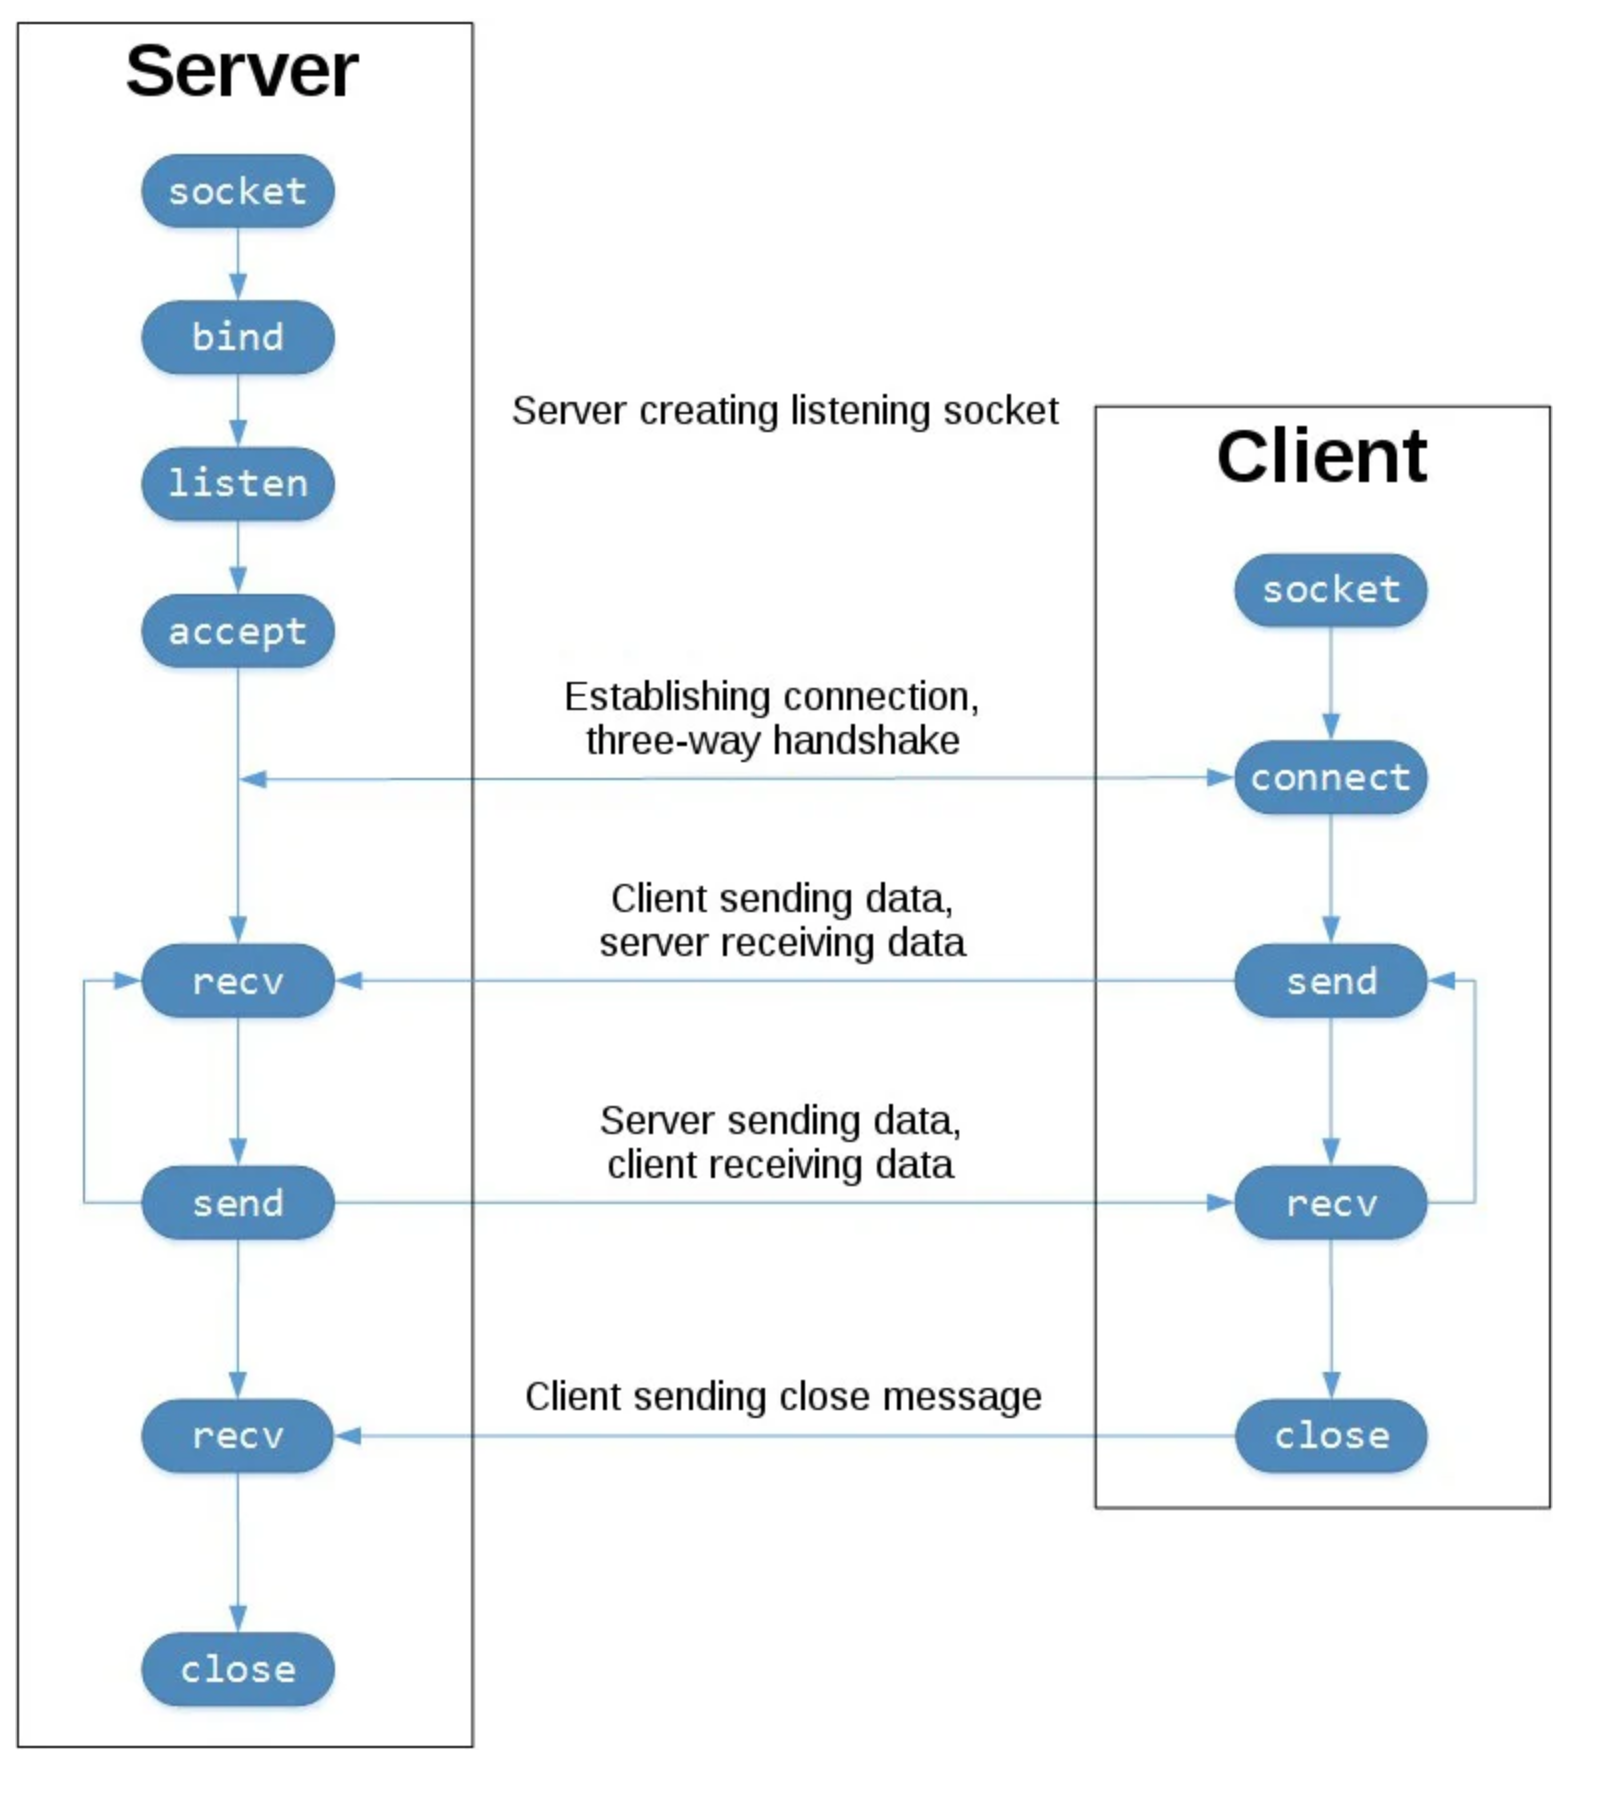 Server
socket
bind
listen
accept
recv
send
recv
close
Server creating listening socket
Establishing connection,
three-way handshake
Client sending data,
server receiving data
Server sending data,
client receiving data
Client sending close message
Client
socket
connect
send
recv
close